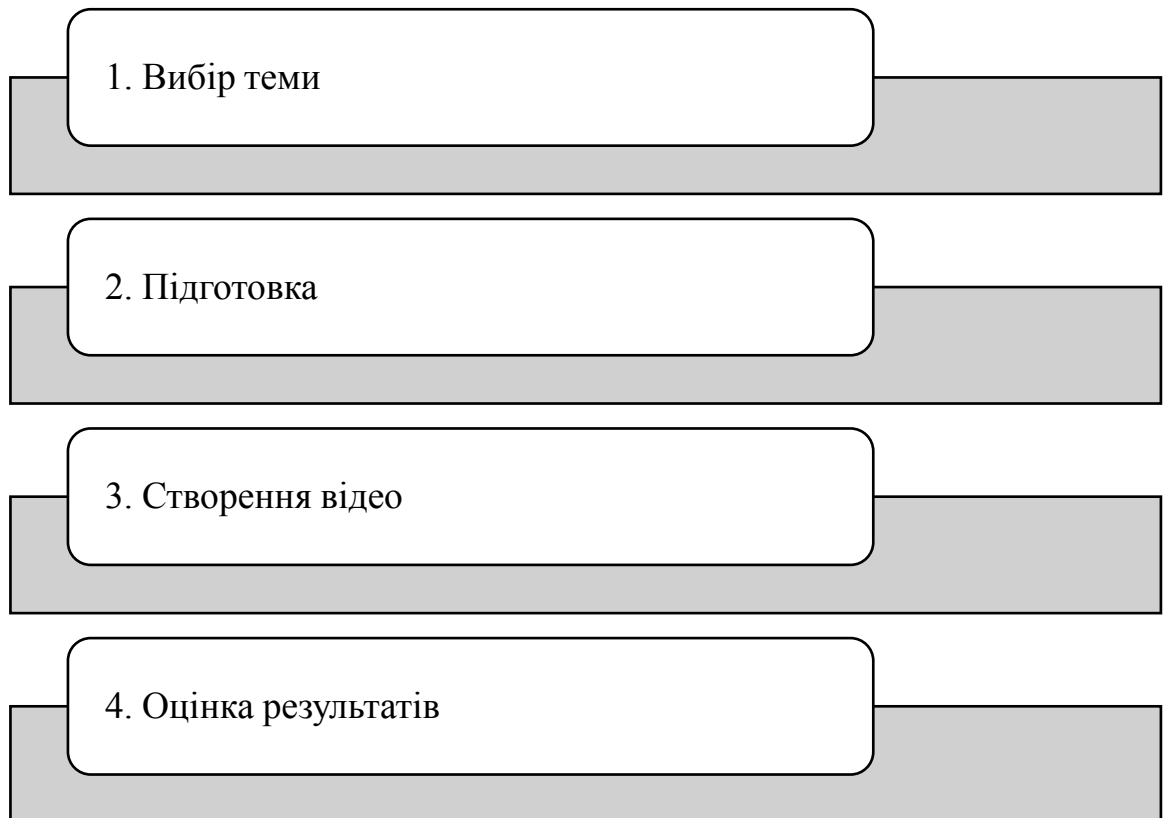 1. Вибір теми
2. Підготовка
3. Створення відео
4. Оцінка результатів